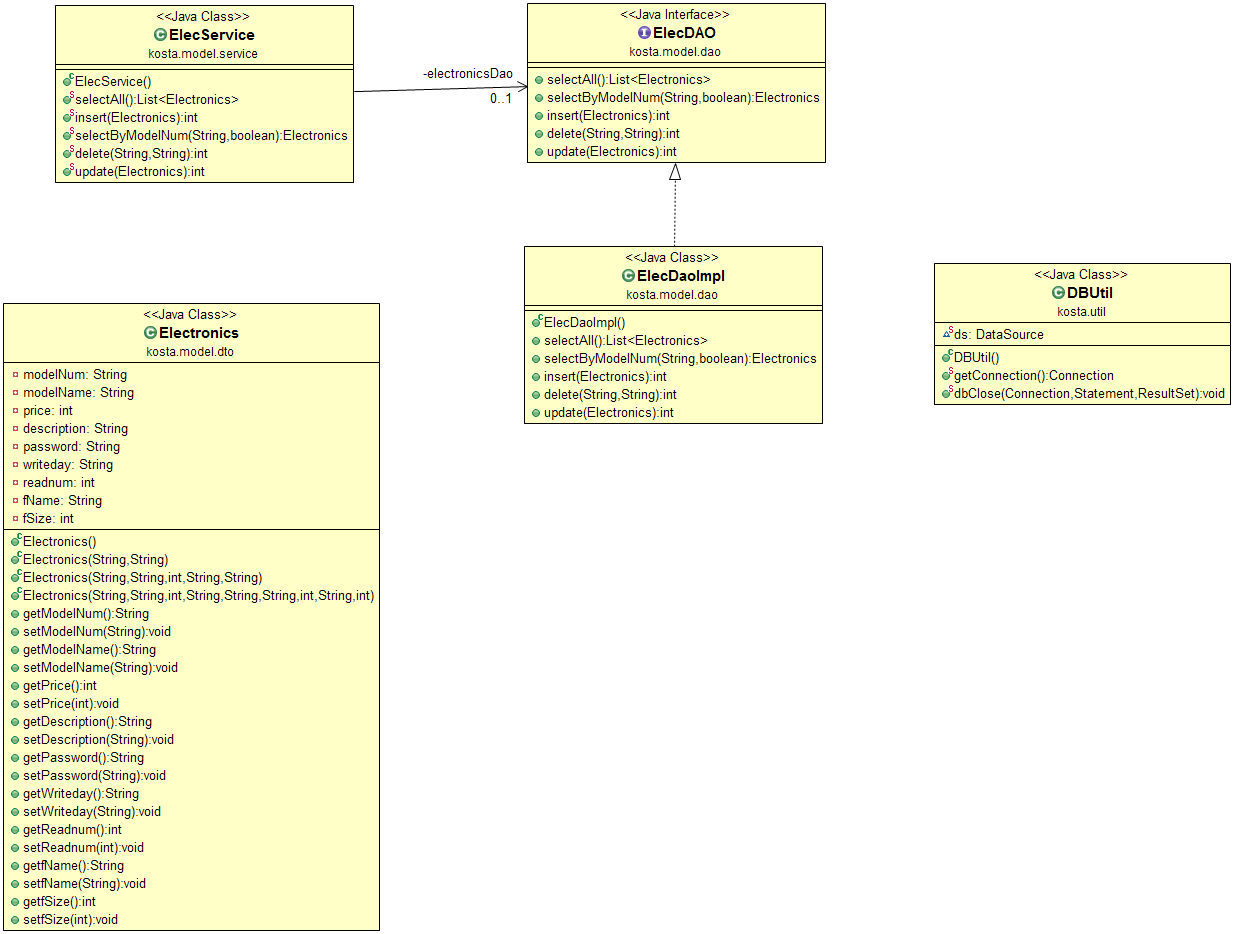 <<Java Class>>
ElecService
kosta.model.service
ElecService()
selectAll():List<Electronics>
insert(Electronics):int
selectByModelNum(String,boolean):Electronics
delete(String,String):int
update(Electronics):int
-electronicsDao
0..1
<<Java Interface>>
ElecDAO
kosta.model.dao
selectAll():List<Electronics>
selectByModelNum(String,boolean):Electronics
insert(Electronics):int
delete(String,String):int
update(Electronics):int
<<Java Class>>
ElecDaoImpl
kosta.model.dao
ElecDaoImpl()
selectAll():List<Electronics>
selectByModelNum(String,boolean):Electronics
insert(Electronics):int
delete(String,String):int
update(Electronics):int
<<Java Class>>
DBUtil
kosta.util
ds: DataSource
DBUtil()
getConnection():Connection
dbClose(Connection,Statement,ResultSet):void
<<Java Class>>
Electronics
kosta.model.dto
modelNum: String
modelName: String
price: int
description: String
password: String
writeday: String
readnum: int
fName: String
fSize: int
Electronics()
Electronics(String,String)
Electronics(String,String,int,String,String)
Electronics(String,String,int,String,String,String,int,String,int)
getModelNum():String
setModelNum(String):void
getModelName():String
setModelName(String):void
getPrice():int
setPrice(int):void
getDescription():String
setDescription(String):void
getPassword():String
setPassword(String):void
getWriteday():String
setWriteday(String):void
getReadnum():int
setReadnum(int):void
getfName():String
setfName(String):void
getfSize():int
setfSize(int):void